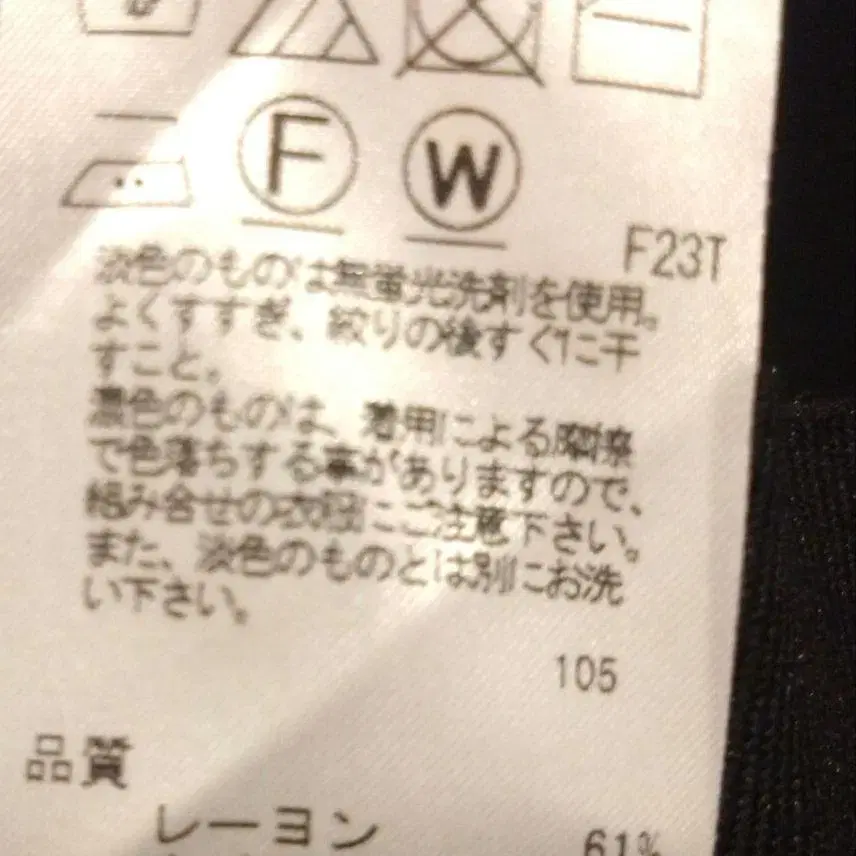 F
W
F23T
淡色のものは無蛍光洗剤を使用。
よくすすぎ、絞りの後すぐに干
すこと。
濃色のものは、着用による摩擦
で色落ちする事がありますので、
組み合せの衣服にご注意下さい。
また、淡色のものとは別にお洗
い下さい。
105
品質
レーヨン 61%